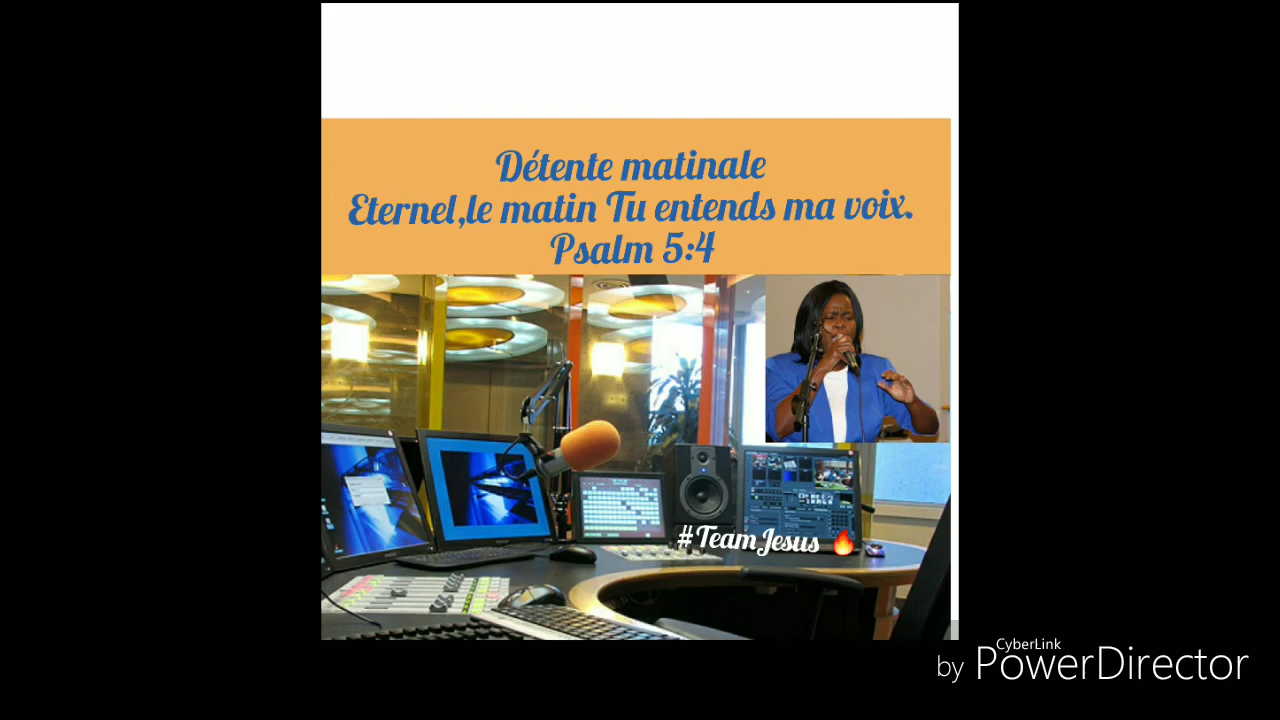 Détente matinale
Eternel,le matin Tu entends ma voix.
Psalm 5:4
#TeamJesus 🔥
CyberLink
by PowerDirector